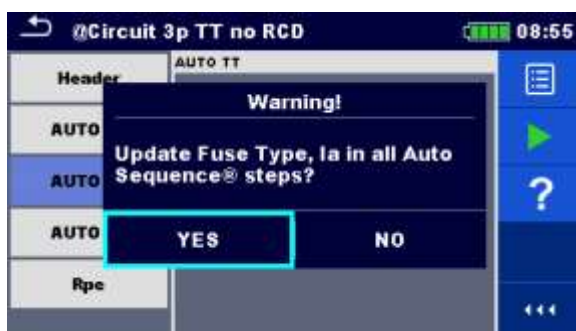 @Circuit 3p TT no RCD 08:55
AUTO TT
Header
Warning!
AUTO
Update Fuse Type, Ia in all Auto
AUTO
Sequence® steps?
AUTO
YES NO
Rpe
?